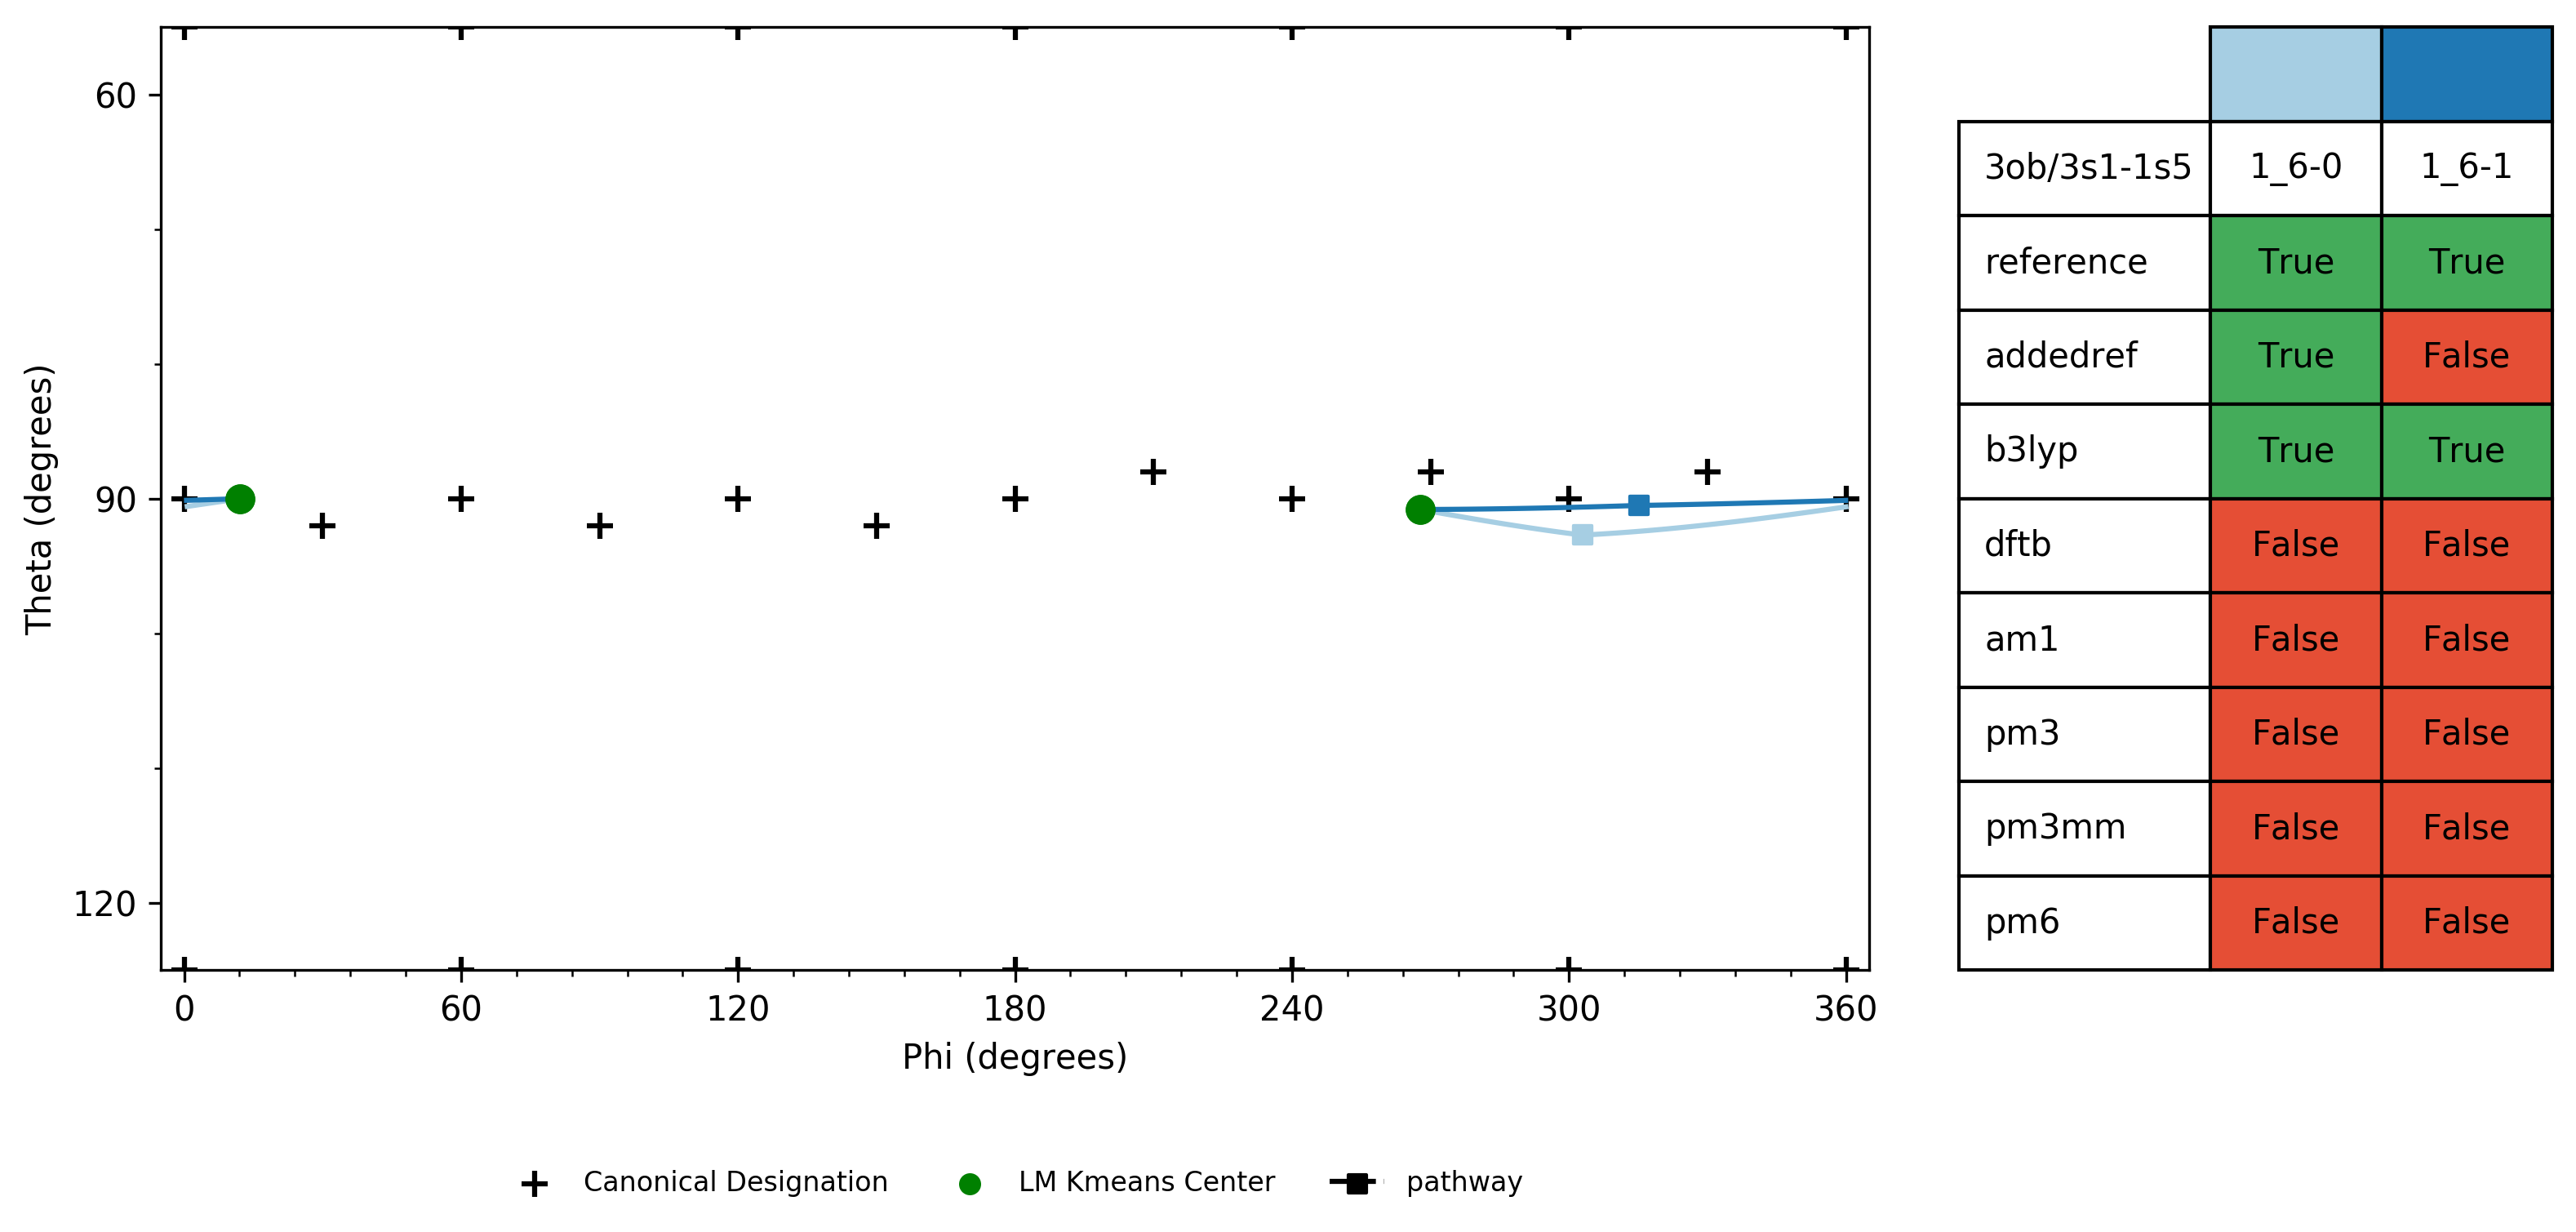 60
90
120
Theta (degrees)
0 60 120 180 240 300 360
Phi (degrees)
Canonical Designation LM Kmeans Center pathway
3ob/3s1-1s5 1_6-0 1_6-1
reference True True
addedref True False
b3lyp True True
dftb False False
am1 False False
pm3 False False
pm3mm False False
pm6 False False